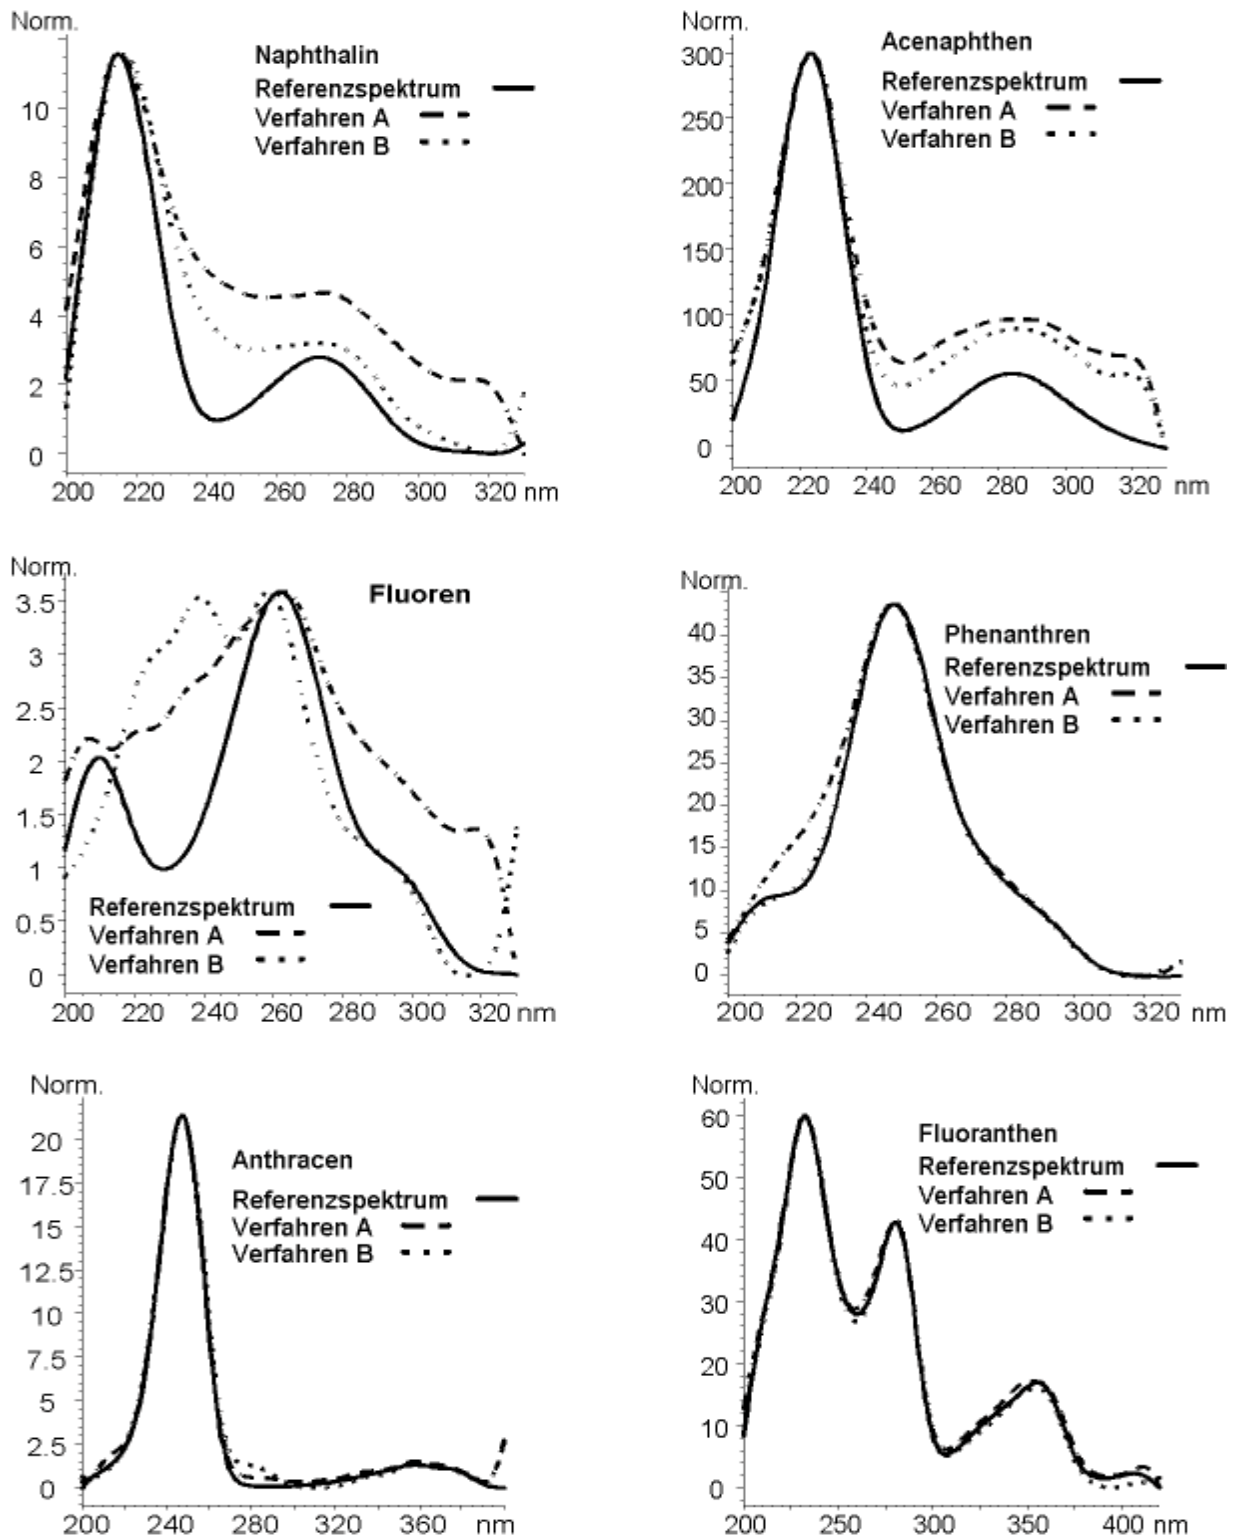 Norm.
Naphthalin
Referenzspektrum
Verfahren A
Verfahren B
10
8
6
4
2
0
200 220 240 260 280 300 320 nm
Norm.
Acenaphthen
Referenzspektrum
Verfahren A
Verfahren B
300
250
200
150
100
50
0
200 220 240 260 280 300 320 nm
Norm.
Fluoren
3.5
3
2.5
2
1.5
1
0.5
0
Referenzspektrum
Verfahren A
Verfahren B
200 220 240 260 280 300 320 nm
Norm.
Phenanthren
Referenzspektrum
Verfahren A
Verfahren B
40
35
30
25
20
15
10
5
0
200 220 240 260 280 300 320 nm
Norm.
Anthracen
Referenzspektrum
Verfahren A
Verfahren B
20
17.5
15
12.5
10
7.5
5
2.5
0
200 240 280 320 360 nm
Norm.
Fluoranthen
Referenzspektrum
Verfahren A
Verfahren B
60
50
40
30
20
10
0
200 250 300 350 400 nm